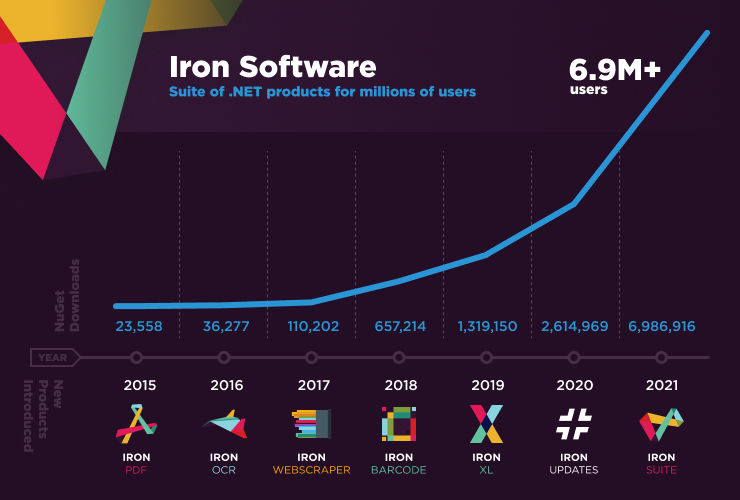 Iron Software
Suite of .NET products for millions of users
6.9M+
users
NuGet
Downloads
23,558 36,277 110,202 657,214 1,319,150 2,614,969 6,986,916
YEAR
2015 2016 2017 2018 2019 2020 2021
New
Products
Introduced
IRON IRON IRON IRON IRON IRON IRON
PDF OCR WEBSCRAPER BARCODE XL UPDATES SUITE